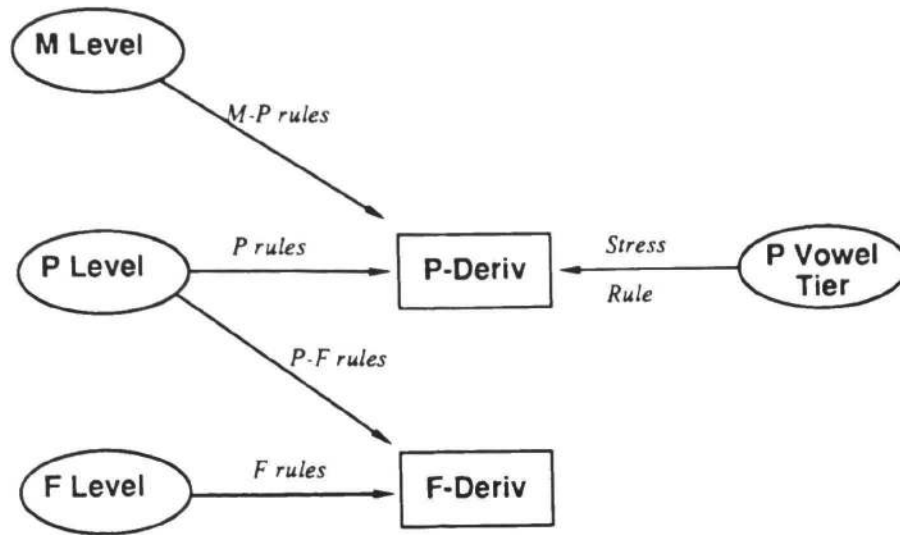 M Level
M-P rules
P Level
P rules
P-Deriv
Stress
Rule
P Vowel
Tier
P-F rules
F Level
F rules
F-Deriv